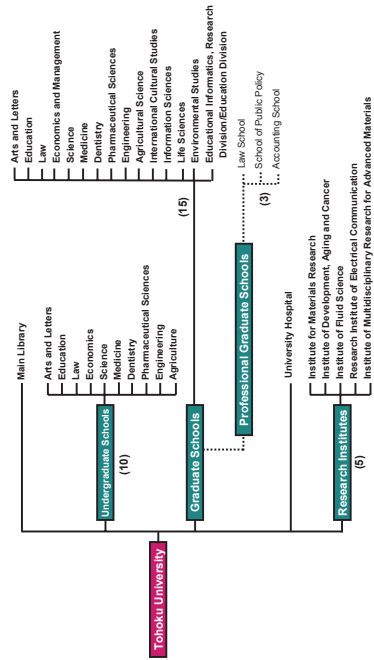 Tohoku University
Main Library
Undergraduate Schools
(10)
Arts and Letters
Education
Law
Economics
Science
Medicine
Dentistry
Pharmaceutical Sciences
Engineering
Agriculture
Graduate Schools
(15)
Arts and Letters
Education
Law
Economics and Management
Science
Medicine
Dentistry
Pharmaceutical Sciences
Engineering
Agricultural Science
International Cultural Studies
Information Sciences
Life Sciences
Environmental Studies
Educational Informatics, Research
Division/Education Division
Professional Graduate Schools
(3)
Law School
School of Public Policy
Accounting School
University Hospital
Research Institutes
(5)
Institute for Materials Research
Institute of Development, Aging and Cancer
Institute of Fluid Science
Research Institute of Electrical Communication
Institute of Multidisciplinary Research for Advanced Materials